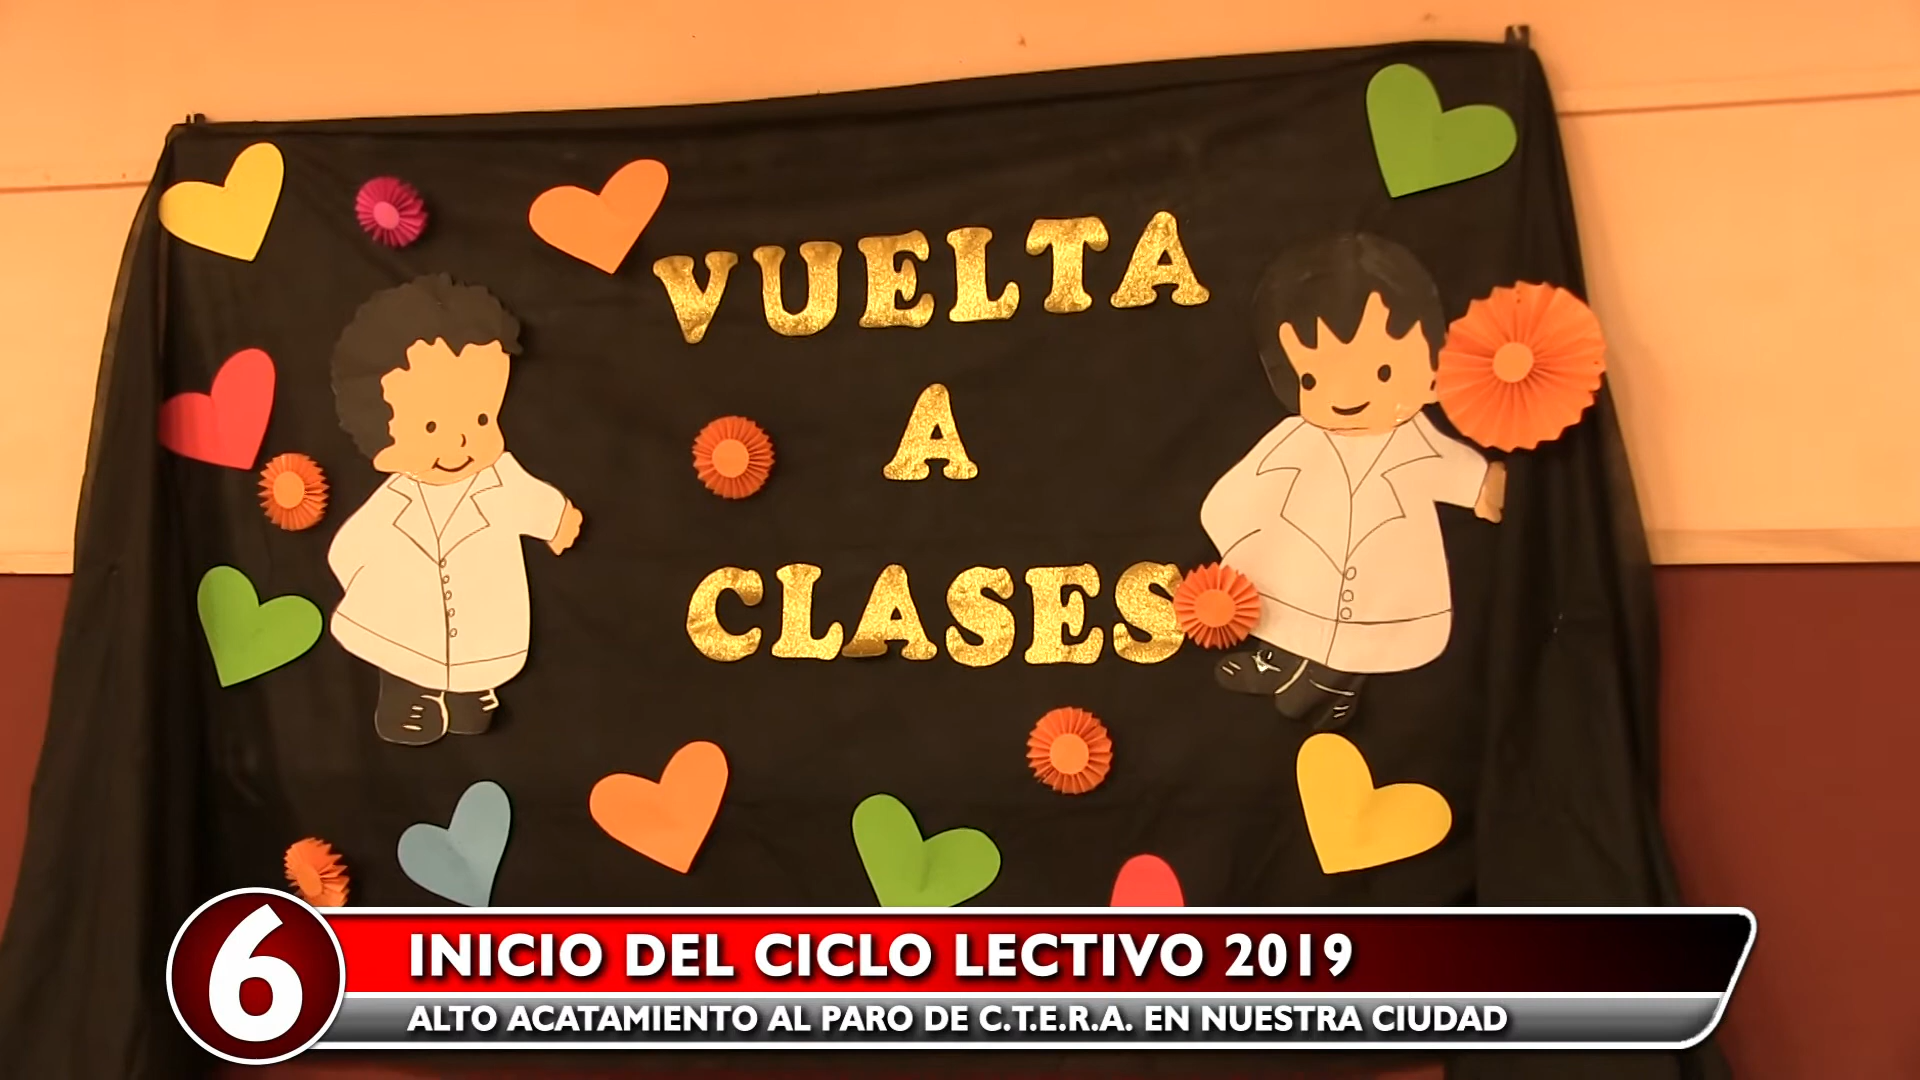 VUELTA
A
CLASES
6
INICIO DEL CICLO LECTIVO 2019
ALTO ACATAMIENTO AL PARO DE C.T.E.R.A. EN NUESTRA CIUDAD